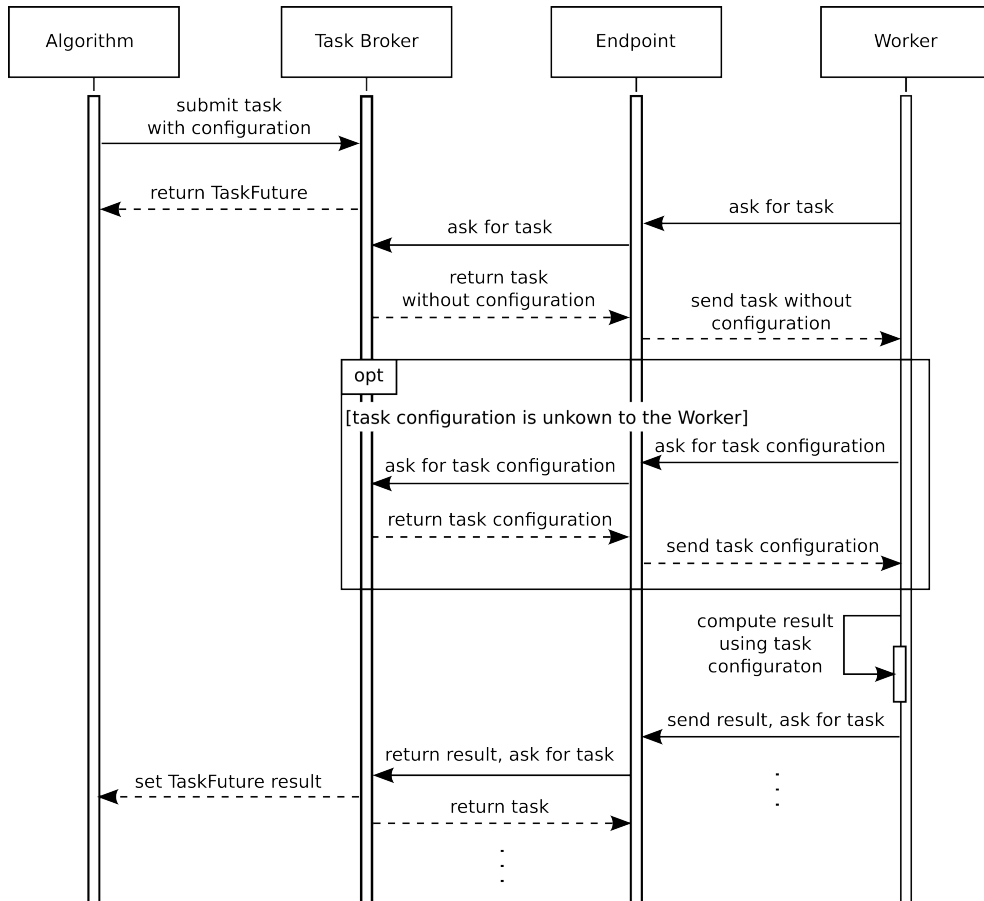 Algorithm
Task Broker
Endpoint
Worker
submit task
with configuration
return TaskFuture
ask for task
ask for task
return task
without configuration
send task without
configuration
opt
[task configuration is unkown to the Worker]
ask for task configuration
ask for task configuration
return task configuration
send task configuration
compute result
using task
configuraton
send result, ask for task
return result, ask for task
set TaskFuture result
return task